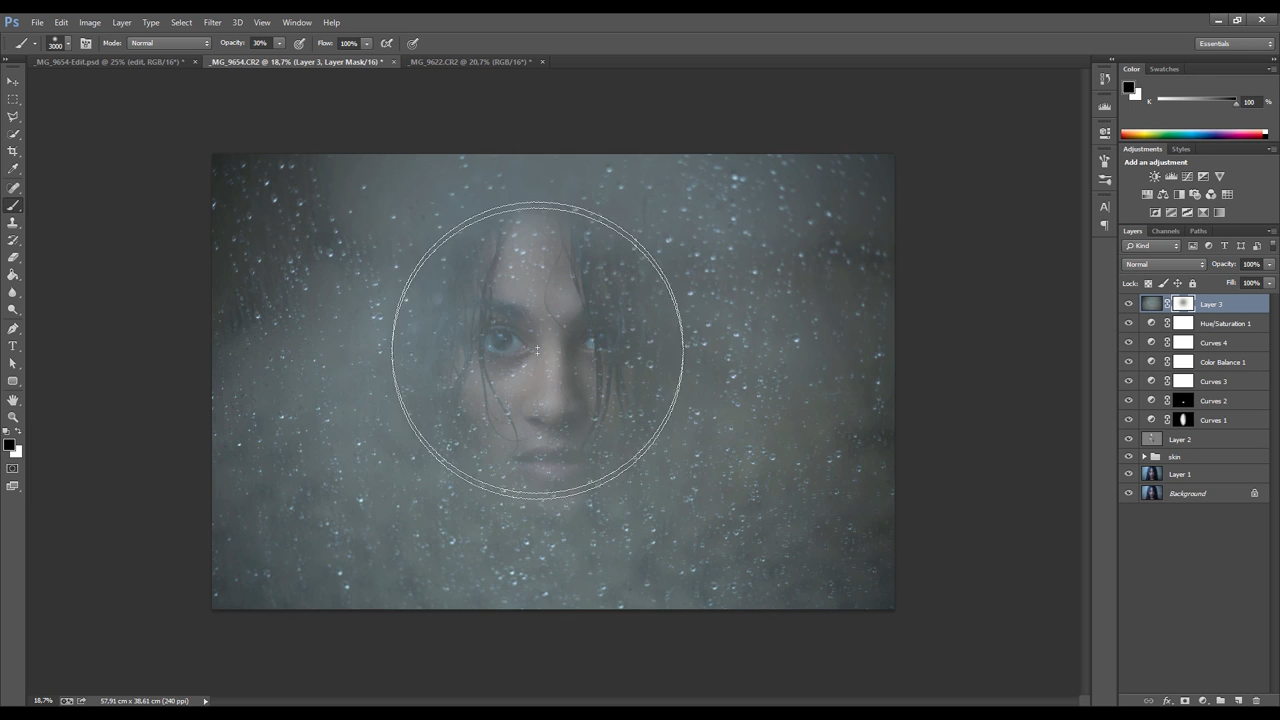 Ps File Edit Image Layer Type Select Filter 3D View Window Help
3000 Mode: Normal Opacity: 30% Flow: 100% Essentials
_MG_9654-Edit.psd @ 25% (edit, RGB/16*) * × _MG_9654.CR2 @ 18,7% (Layer 3, Layer Mask/16) * × _MG_9622.CR2 @ 20,7% (RGB/16*) * ×
Color Swatches
K 100 %
Adjustments Styles
Add an adjustment
Layers Channels Paths
Kind
Normal Opacity: 100%
Lock: Fill: 100%
Layer 3
Hue/Saturation 1
Curves 4
Color Balance 1
Curves 3
Curves 2
Curves 1
Layer 2
skin
Layer 1
Background
18,7% 57,91 cm x 38,61 cm (240 ppi)